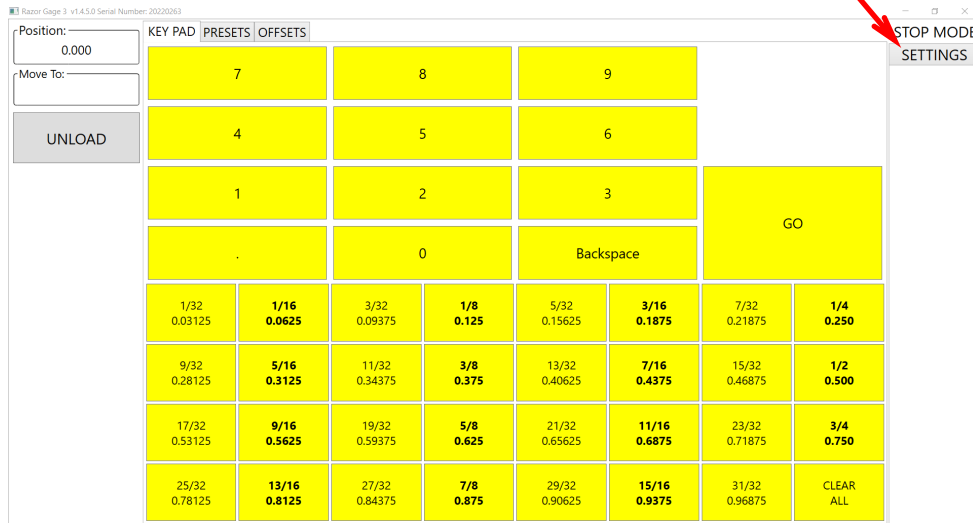 Razor Gage 3 v1.4.5.0 Serial Number: 20220263
Position:
0.000
Move To:
UNLOAD
KEY PAD PRESETS OFFSETS
STOP MODE
SETTINGS
7 8 9
4 5 6
1 2 3
GO
. 0 Backspace
1/32 1/16 3/32 1/8 5/32 3/16 7/32 1/4
0.03125 0.0625 0.09375 0.125 0.15625 0.1875 0.21875 0.250
9/32 5/16 11/32 3/8 13/32 7/16 15/32 1/2
0.28125 0.3125 0.34375 0.375 0.40625 0.4375 0.46875 0.500
17/32 9/16 19/32 5/8 21/32 11/16 23/32 3/4
0.53125 0.5625 0.59375 0.625 0.65625 0.6875 0.71875 0.750
25/32 13/16 27/32 7/8 29/32 15/16 31/32 CLEAR
0.78125 0.8125 0.84375 0.875 0.90625 0.9375 0.96875 ALL